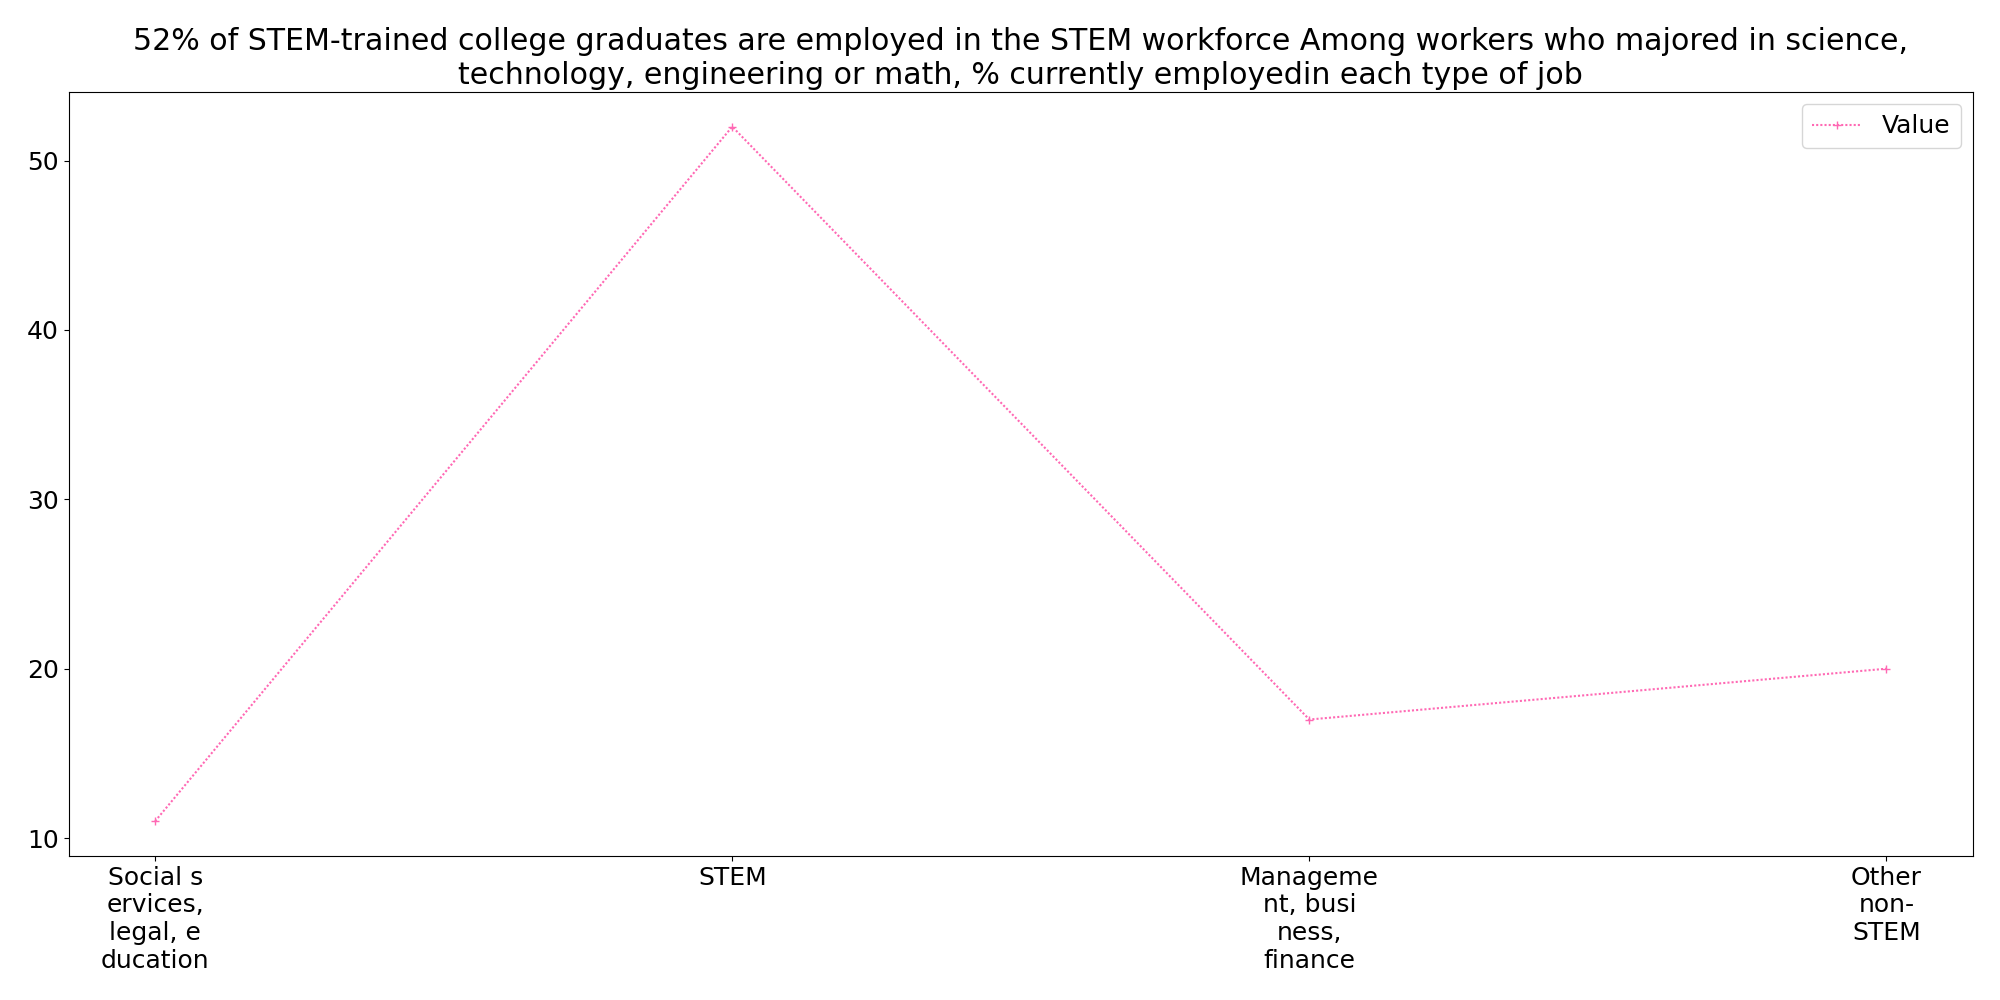 52% of STEM-trained college graduates are employed in the STEM workforce Among workers who majored in science,
technology, engineering or math, % currently employedin each type of job
Value
50
40
30
20
10
Social s
ervices,
legal, e
ducation
STEM
Manageme
nt, busi
ness,
finance
Other
non-
STEM